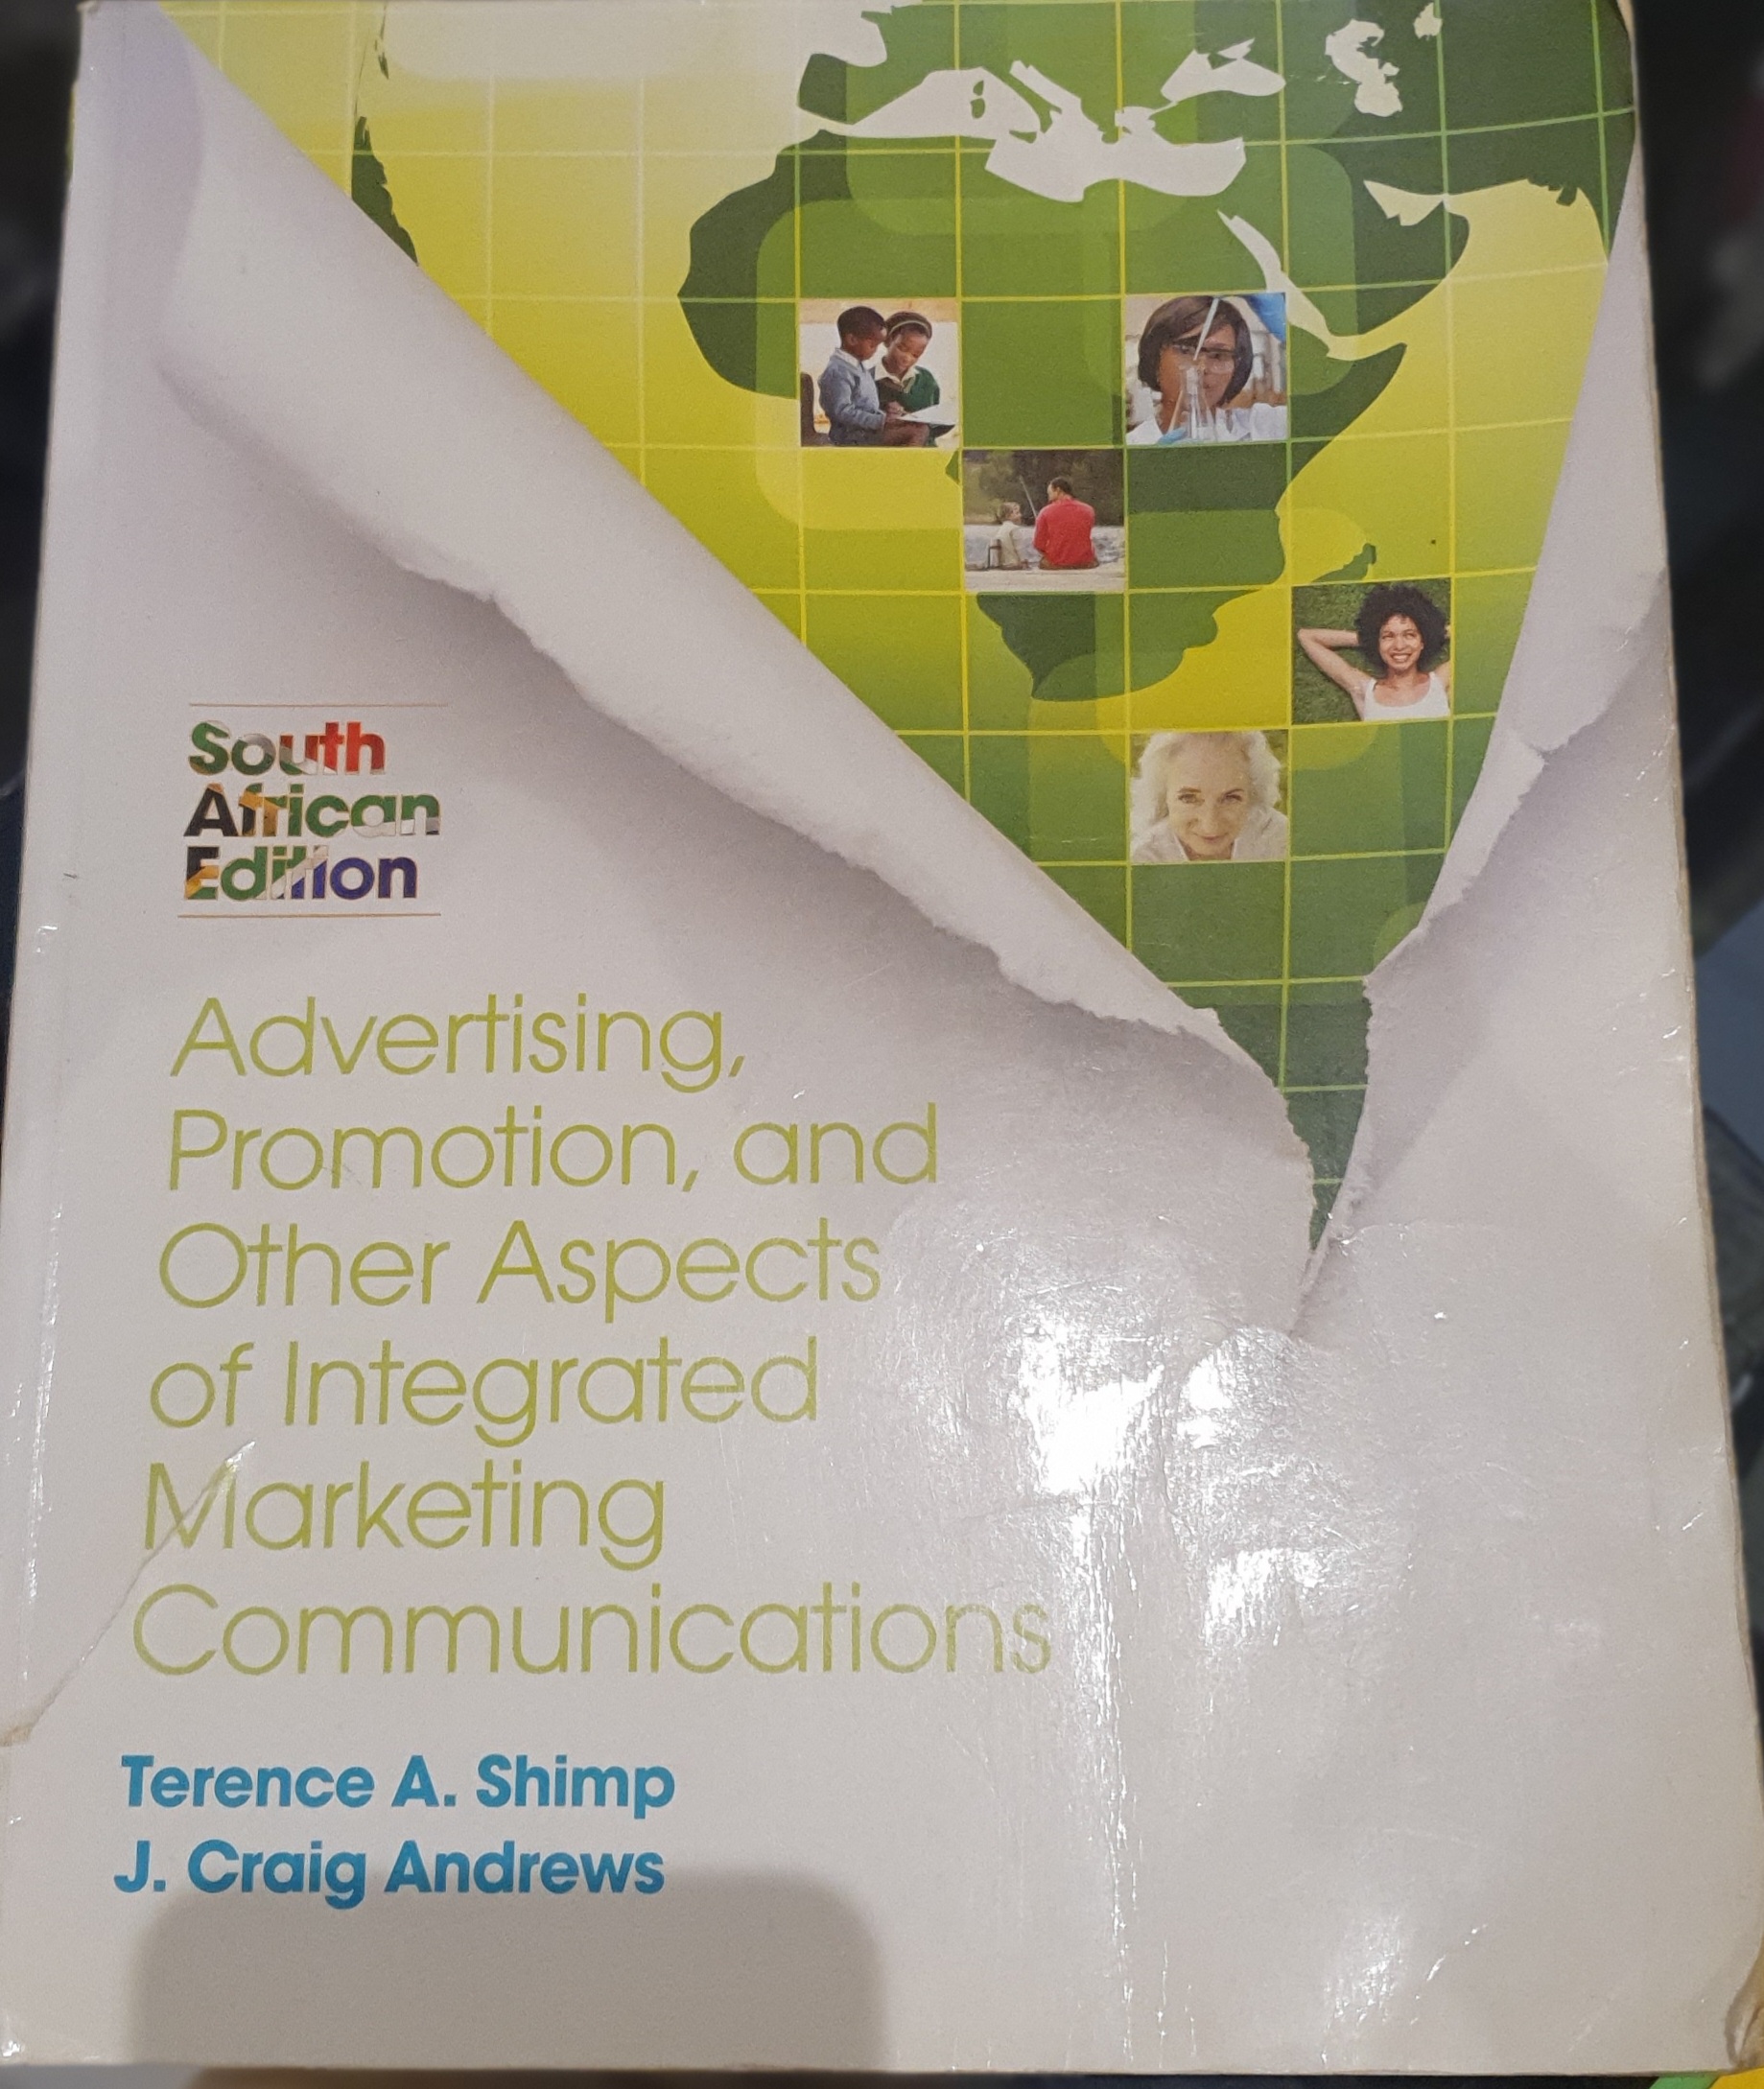 South
African
Edition
Advertising,
Promotion, and
Other Aspects
of Integrated
Marketing
Communications
Terence A. Shimp
J. Craig Andrews